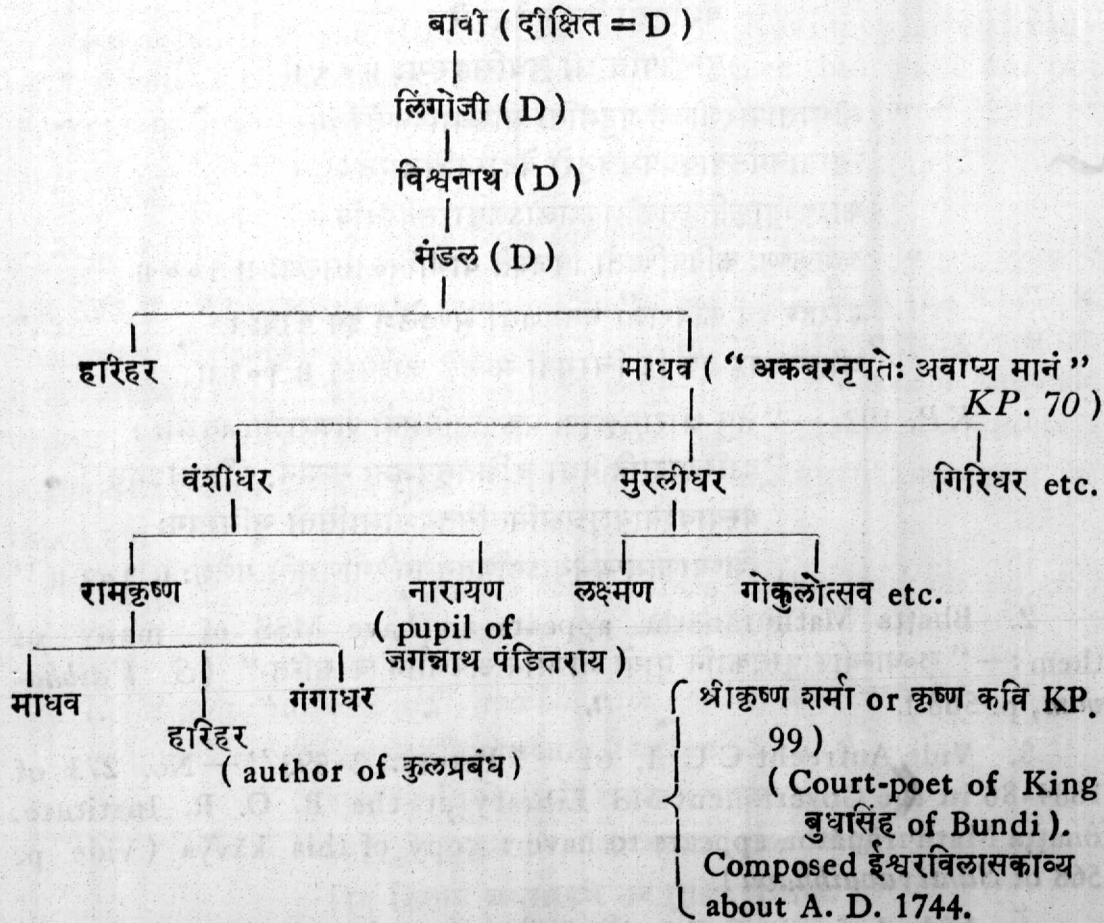 बावी ( दीक्षित = D )
लिंगोजी ( D )
विश्वनाथ ( D )
मंडल ( D )
हरिहर माधव ( “ अकबरनृपतेः अवाप्य मानं ”
KP. 70 )
वंशीधर मुरलीधर गिरिधर etc.
रामकृष्ण नारायण लक्ष्मण गोकुलोत्सव etc.
( pupil of
जगन्नाथ पंडितराय )
माधव गंगाधर
हरिहर
( author of कुलप्रबंध )
श्रीकृष्ण शर्मा or कृष्ण कवि KP.
99 )
( Court-poet of King
बुधसिंह of Bundi ).
Composed ईश्वरविलासकाव्य
about A. D. 1744.